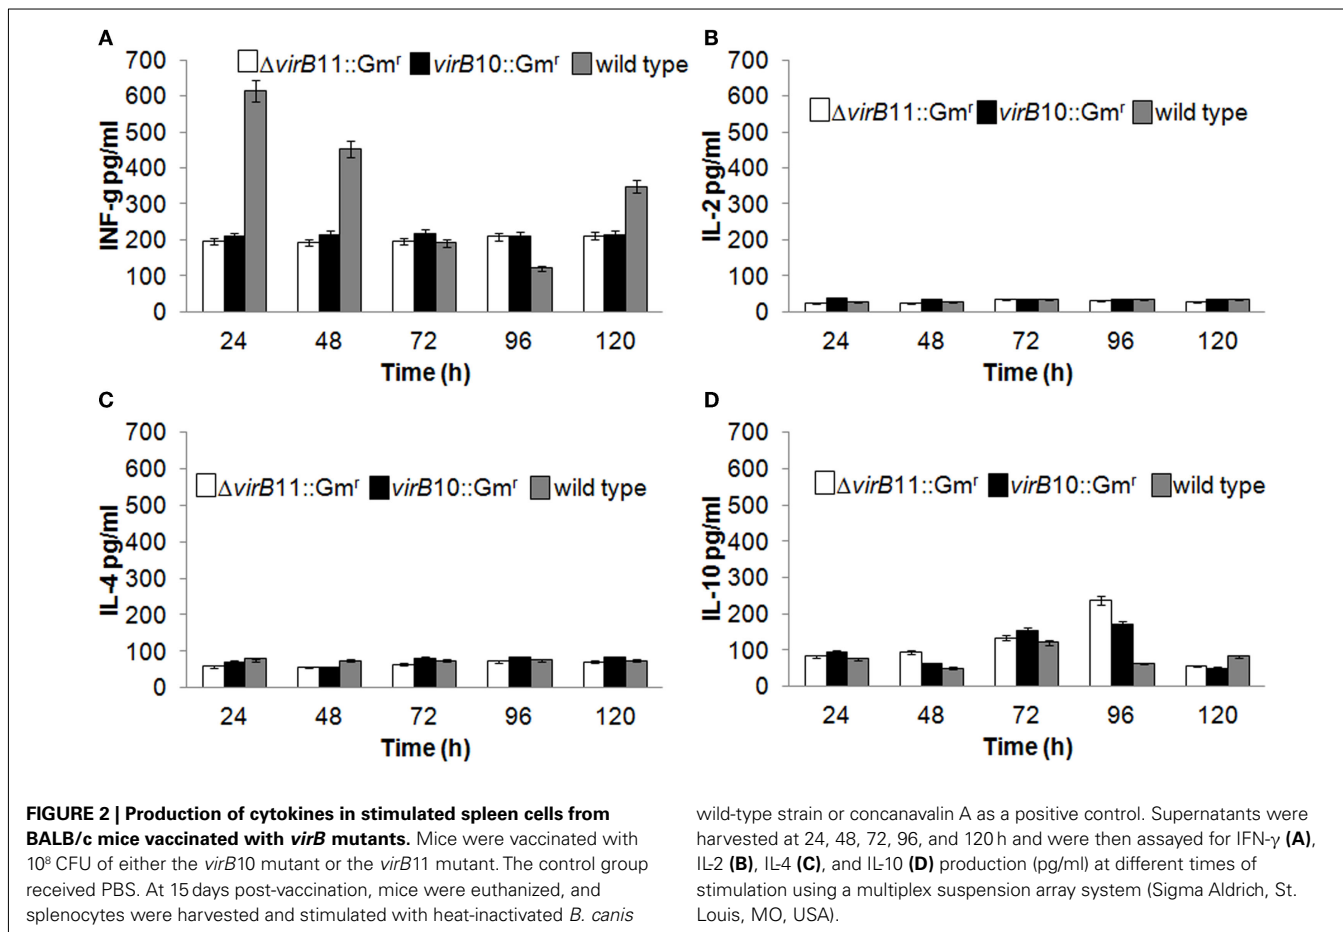 A
700
600
500
400
300
200
100
0
INF-g pg/ml
ΔvirB11::Gmʳ virB10::Gmʳ wild type
24 48 72 96 120
Time (h)
B
700
600
500
400
300
200
100
0
IL-2 pg/ml
ΔvirB11::Gmʳ virB10::Gmʳ wild type
24 48 72 96 120
Time (h)
C
700
600
500
400
300
200
100
0
IL-4 pg/ml
ΔvirB11::Gmʳ virB10::Gmʳ wild type
24 48 72 96 120
Time (h)
D
700
600
500
400
300
200
100
0
IL-10 pg/ml
ΔvirB11::Gmʳ virB10::Gmʳ wild type
24 48 72 96 120
Time (h)
FIGURE 2 | Production of cytokines in stimulated spleen cells from
BALB/c mice vaccinated with virB mutants. Mice were vaccinated with
10⁸ CFU of either the virB10 mutant or the virB11 mutant. The control group
received PBS. At 15 days post-vaccination, mice were euthanized, and
splenocytes were harvested and stimulated with heat-inactivated B. canis
wild-type strain or concanavalin A as a positive control. Supernatants were
harvested at 24, 48, 72, 96, and 120 h and were then assayed for IFN-γ (A),
IL-2 (B), IL-4 (C), and IL-10 (D) production (pg/ml) at different times of
stimulation using a multiplex suspension array system (Sigma Aldrich, St.
Louis, MO, USA).